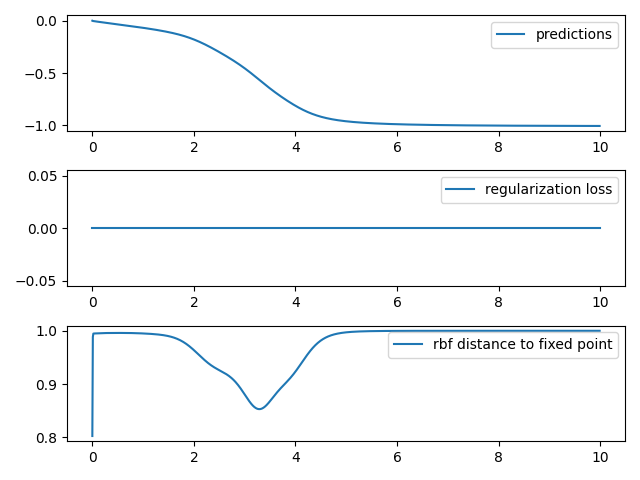 0.0
−0.5
−1.0
predictions
0 2 4 6 8 10
0.05
0.00
−0.05
regularization loss
0 2 4 6 8 10
1.0
0.9
0.8
rbf distance to fixed point
0 2 4 6 8 10